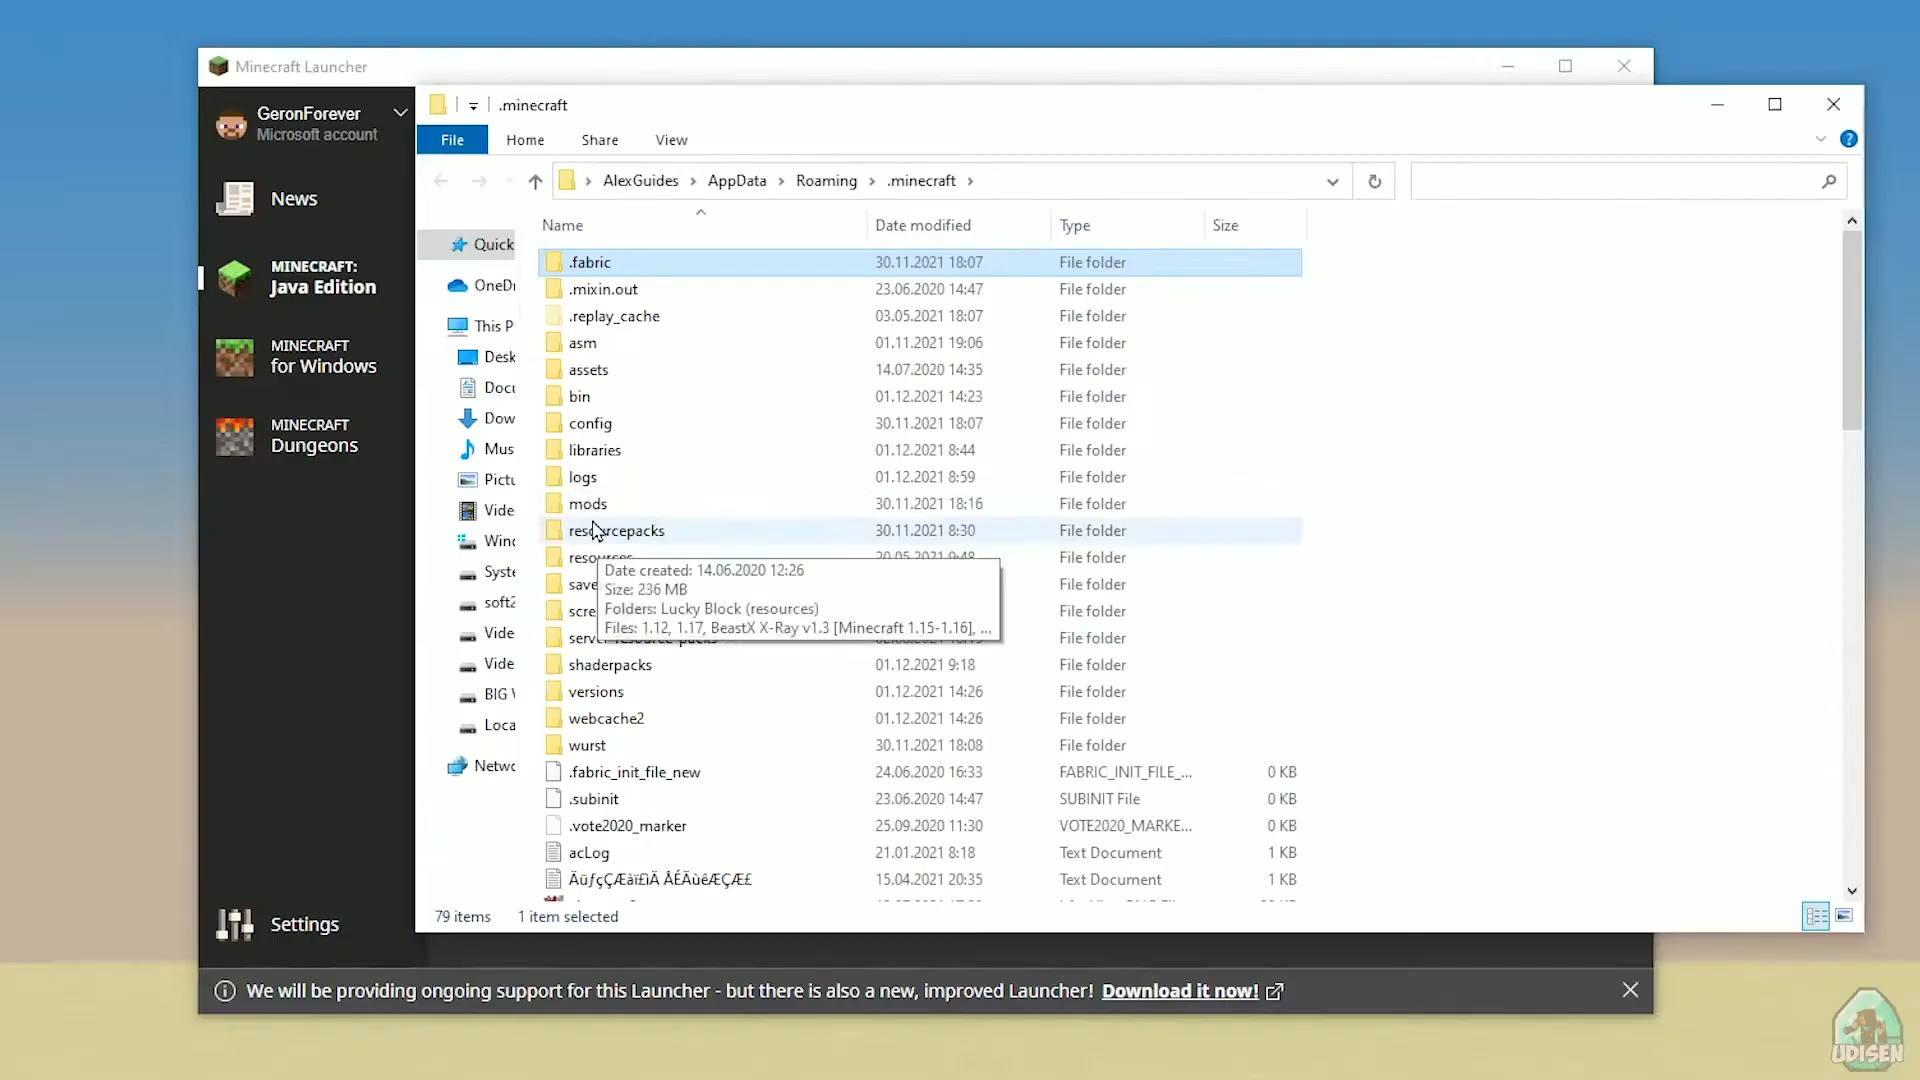 Minecraft Launcher
GeronForever
Microsoft account
News
MINECRAFT:
Java Edition
MINECRAFT
for Windows
MINECRAFT
Dungeons
Settings
.minecraft
File Home Share View
AlexGuides > AppData > Roaming > .minecraft >
Quick
OneDr
This P
Desk
Docu
Dow
Mus
Pictu
Vide
Wind
Syste
soft2
Vide
Vide
BIG
Loca
Netwo
Name Date modified Type Size
.fabric 30.11.2021 18:07 File folder
.mixin.out 23.06.2020 14:47 File folder
.replay_cache 03.05.2021 18:07 File folder
asm 01.11.2021 19:06 File folder
assets 14.07.2020 14:35 File folder
bin 01.12.2021 14:23 File folder
config 30.11.2021 18:07 File folder
libraries 01.12.2021 8:44 File folder
logs 01.12.2021 8:59 File folder
mods 30.11.2021 18:16 File folder
resourcepacks 30.11.2021 8:30 File folder
resources 20.05.2021 9:48 File folder
save File folder
scre File folder
server-resource-packs File folder
Date created: 14.06.2020 12:26
Size: 236 MB
Folders: Lucky Block (resources)
Files: 1.12, 1.17, BeastX X-Ray v1.3 [Minecraft 1.15-1.16], ...
shaderpacks 01.12.2021 9:18 File folder
versions 01.12.2021 14:26 File folder
webcache2 01.12.2021 14:26 File folder
wurst 30.11.2021 18:08 File folder
.fabric_init_file_new 24.06.2020 16:33 FABRIC_INIT_FILE_... 0 KB
.subinit 23.06.2020 14:47 SUBINIT File 0 KB
.vote2020_marker 25.09.2020 11:30 VOTE2020_MARKE... 0 KB
acLog 21.01.2021 8:18 Text Document 1 KB
15.04.2021 20:35 Text Document 1 KB
79 items 1 item selected
We will be providing ongoing support for this Launcher - but there is also a new, improved Launcher! Download it now!
UDISEN